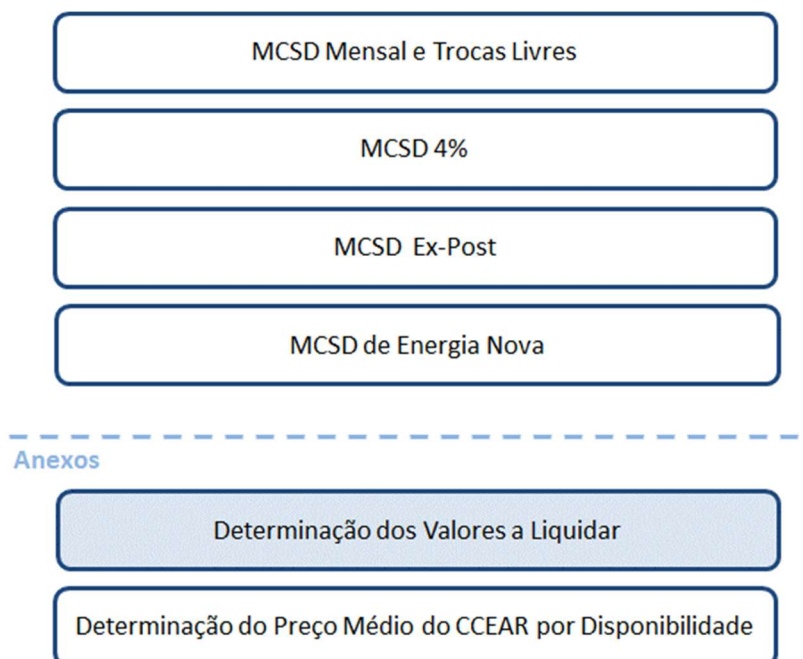 MCSD Mensal e Trocas Livres
MCSD 4%
MCSD Ex-Post
MCSD de Energia Nova
Anexos
Determinação dos Valores a Liquidar
Determinação do Preço Médio do CCEAR por Disponibilidade